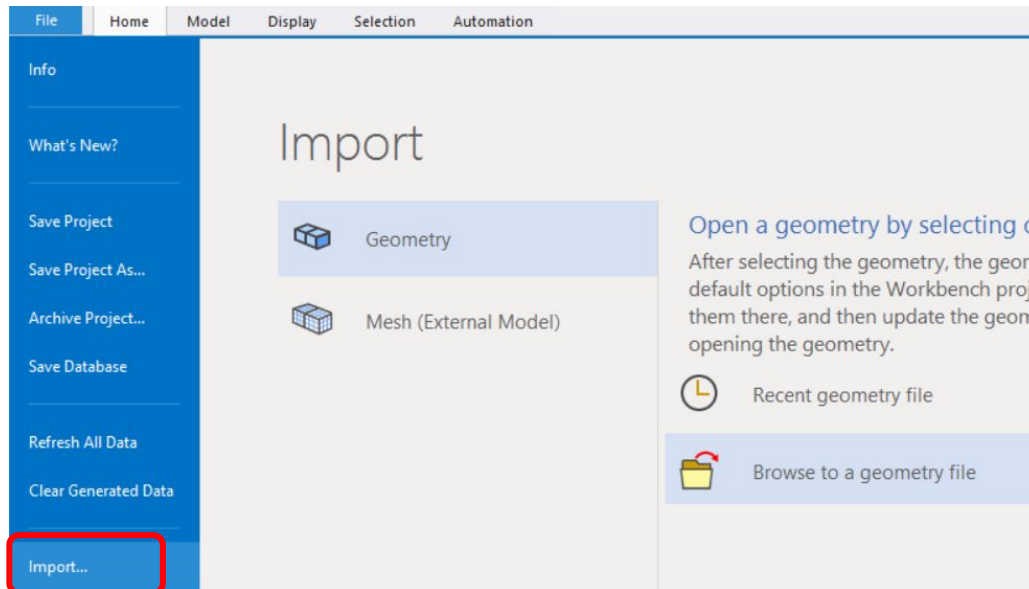 File Home Model Display Selection Automation
Info
What's New?
Save Project
Save Project As...
Archive Project...
Save Database
Refresh All Data
Clear Generated Data
Import...
Import
Geometry
Mesh (External Model)
Open a geometry by selecting
After selecting the geometry, the
default options in the Workbench
them there, and then update the
opening the geometry.
Recent geometry file
Browse to a geometry file